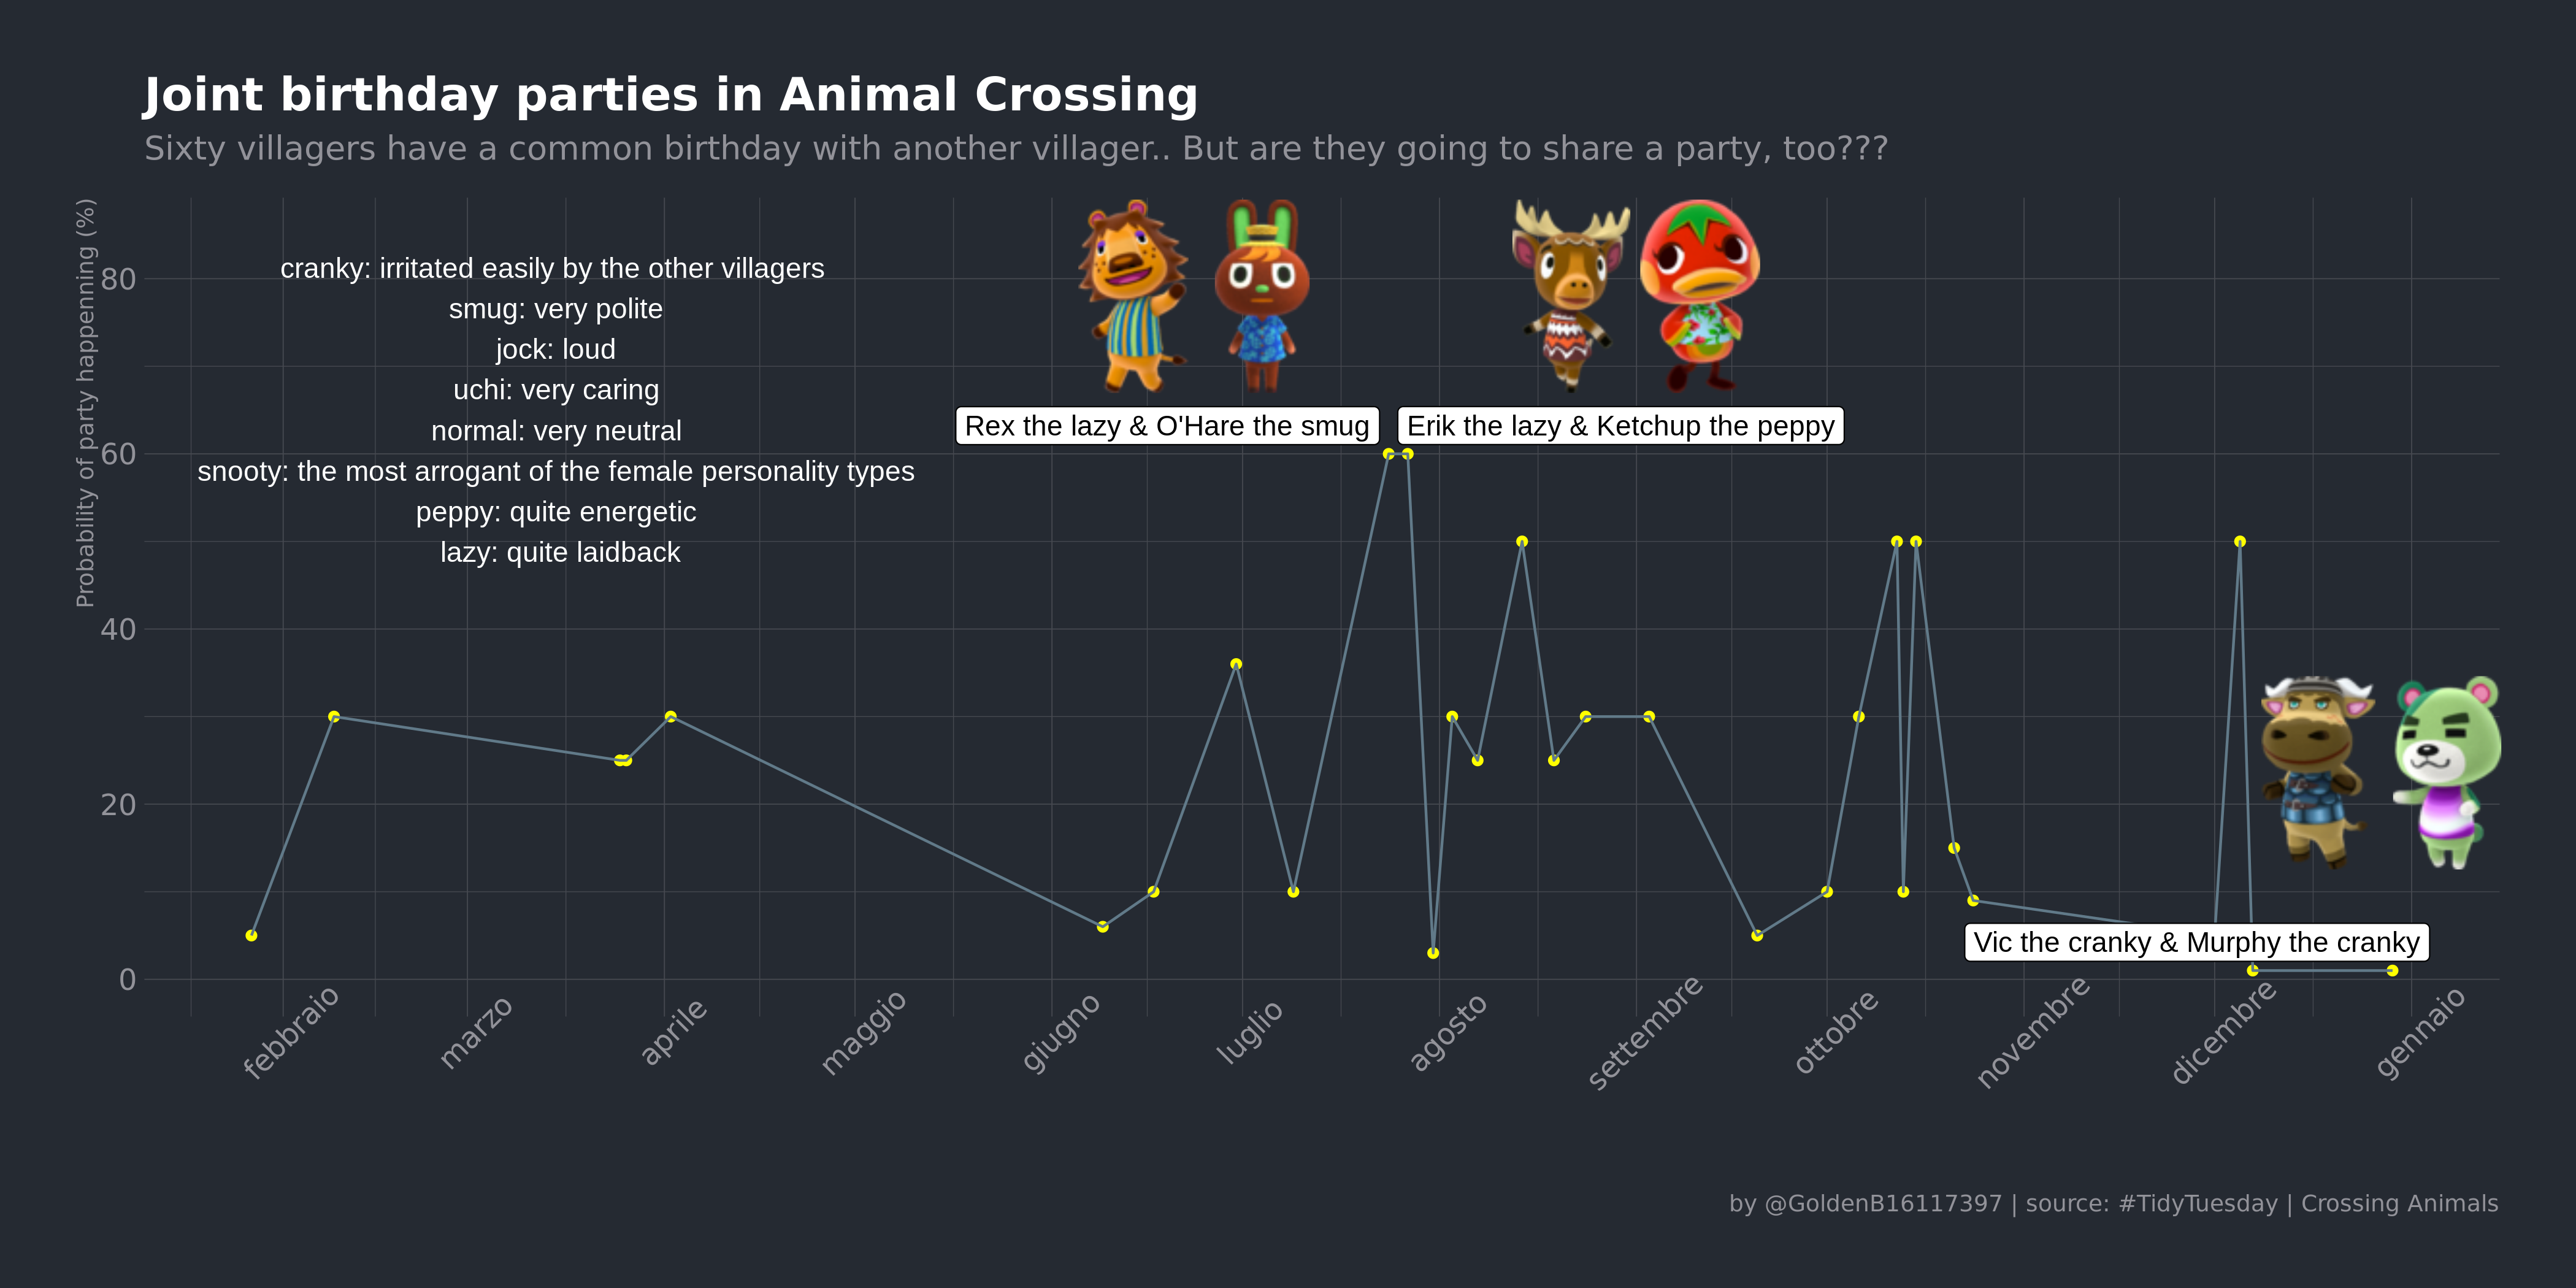 Joint birthday parties in Animal Crossing
Sixty villagers have a common birthday with another villager.. But are they going to share a party, too???
Probability of party happenning (%)
80
60
40
20
0
cranky: irritated easily by the other villagers
smug: very polite
jock: loud
uchi: very caring
normal: very neutral
snooty: the most arrogant of the female personality types
peppy: quite energetic
lazy: quite laidback
Rex the lazy & O'Hare the smug
Erik the lazy & Ketchup the peppy
Vic the cranky & Murphy the cranky
febbraio
marzo
aprile
maggio
giugno
luglio
agosto
settembre
ottobre
novembre
dicembre
gennaio
by @GoldenB16117397 | source: #TidyTuesday | Crossing Animals